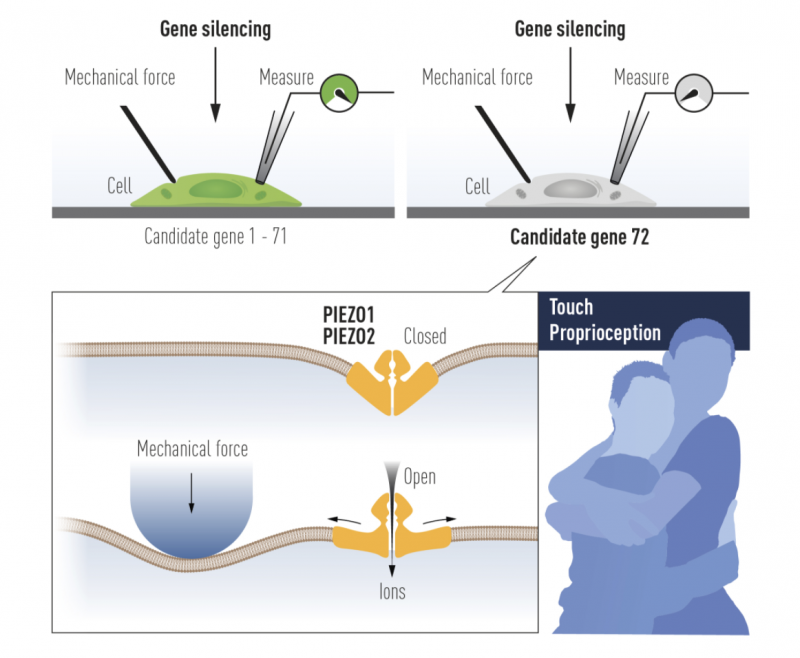 Gene silencing
Mechanical force
Measure
Cell
Candidate gene 1 - 71
Gene silencing
Mechanical force
Measure
Cell
Candidate gene 72
PIEZO1
PIEZO2
Closed
Mechanical force
Open
Ions
Touch
Proprioception